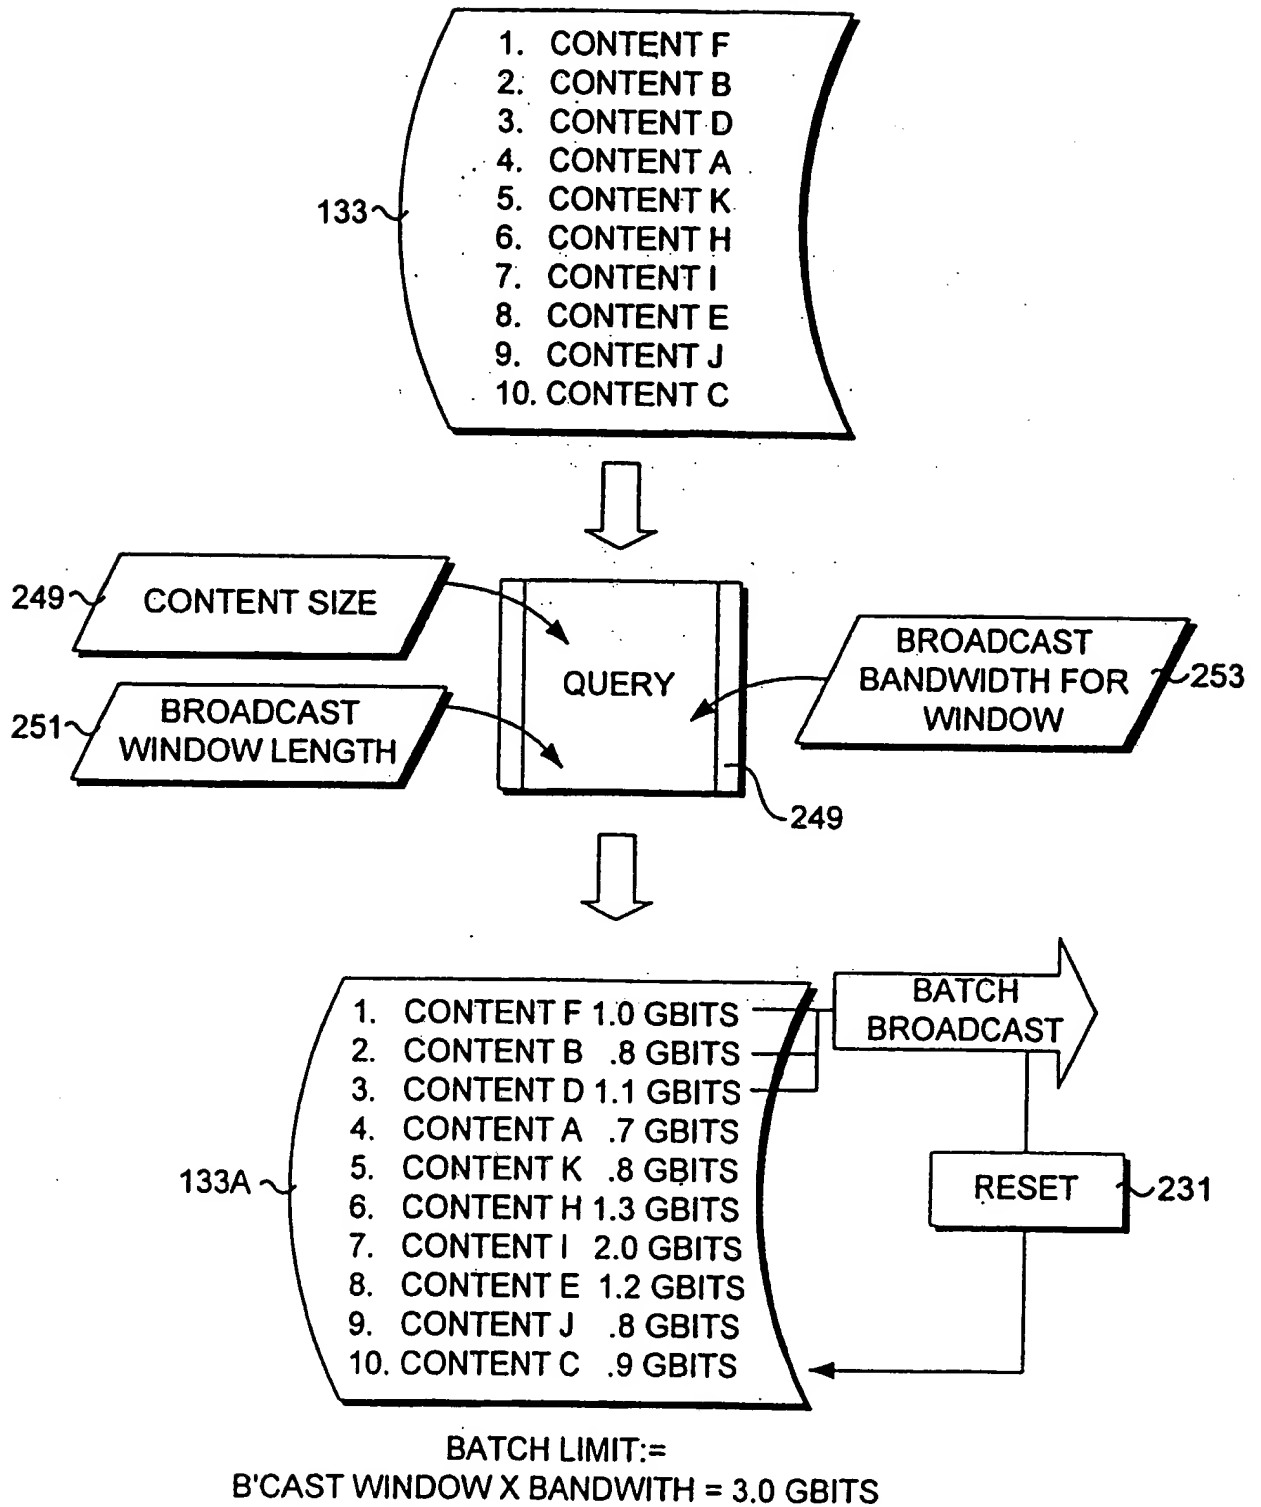 1. CONTENT F
2. CONTENT B
3. CONTENT D
4. CONTENT A
5. CONTENT K
6. CONTENT H
7. CONTENT I
8. CONTENT E
9. CONTENT J
10. CONTENT C
133
249
CONTENT SIZE
251
BROADCAST
WINDOW LENGTH
QUERY
249
BROADCAST
BANDWIDTH FOR
WINDOW
253
1. CONTENT F 1.0 GBITS
2. CONTENT B .8 GBITS
3. CONTENT D 1.1 GBITS
4. CONTENT A .7 GBITS
5. CONTENT K .8 GBITS
6. CONTENT H 1.3 GBITS
7. CONTENT I 2.0 GBITS
8. CONTENT E 1.2 GBITS
9. CONTENT J .8 GBITS
10. CONTENT C .9 GBITS
133A
BATCH
BROADCAST
RESET
231
BATCH LIMIT:=
B'CAST WINDOW X BANDWITH = 3.0 GBITS